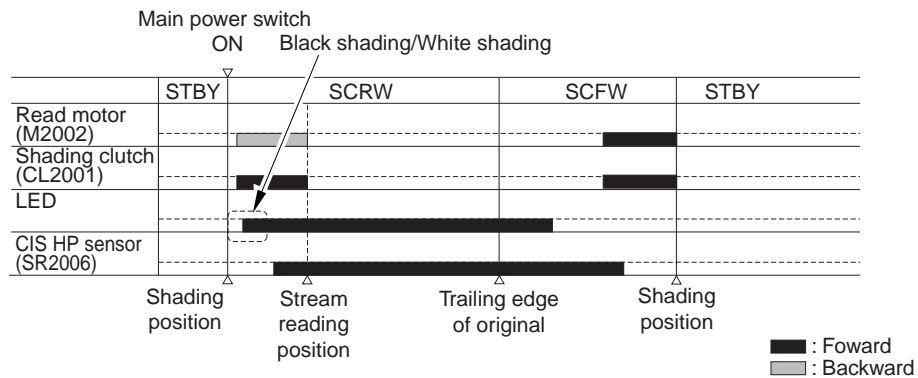 Main power switch
ON
Black shading/White shading
STBY SCRW SCFW STBY
Read motor
(M2002)
Shading clutch
(CL2001)
LED
CIS HP sensor
(SR2006)
Shading
position
Stream
reading
position
Trailing edge
of original
Shading
position
: Foward
: Backward